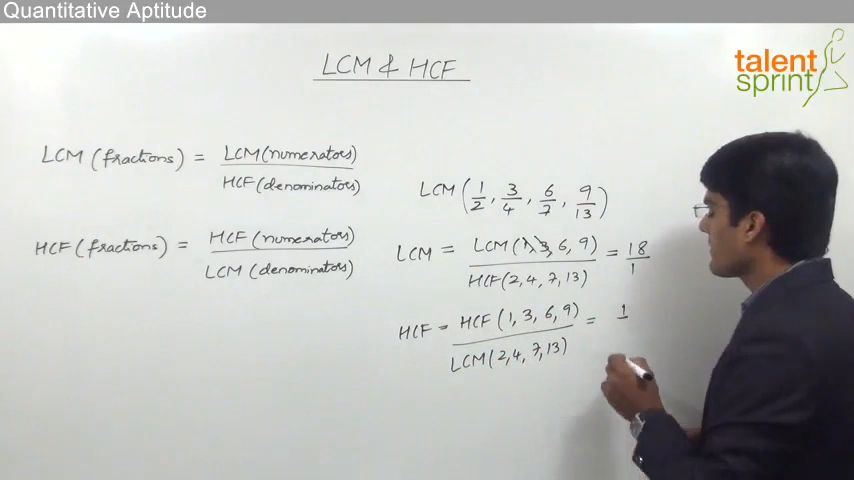 Quantitative Aptitude
talent
sprint
LCM & HCF
LCM (fractions) = LCM(numerators) / HCF(denominators)
HCF (fractions) = HCF (numerators) / LCM (denominators)
LCM (1/2, 3/4, 6/7, 9/13)
LCM = LCM (1, 3, 6, 9) / HCF(2, 4, 7, 13) = 18/1
HCF = HCF (1, 3, 6, 9) / LCM(2, 4, 7, 13) = 1/